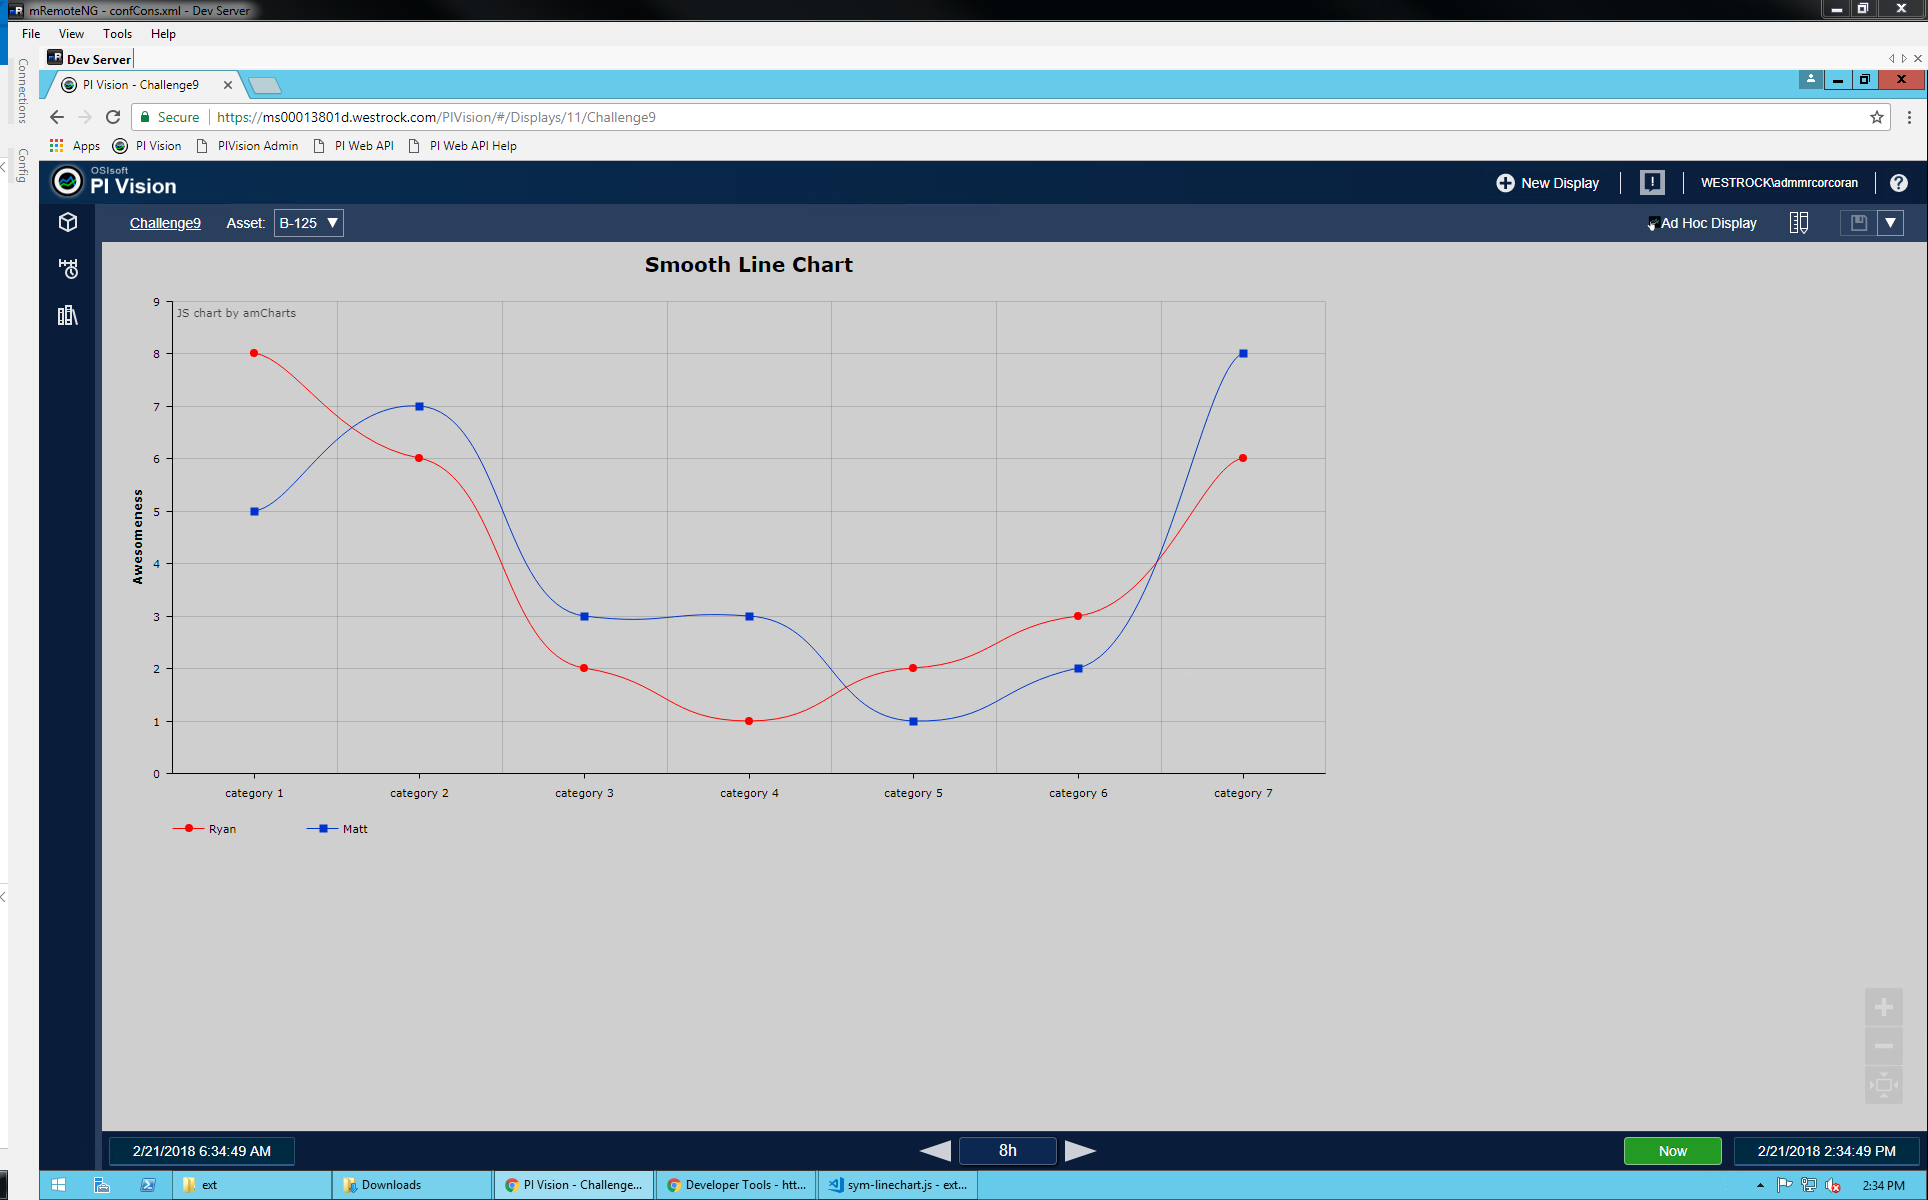 mRemoteNG - confCons.xml - Dev Server
File View Tools Help
Connections
Config
Dev Server
PI Vision - Challenge9
Secure https://ms00013801d.westrock.com/PIVision/#/Displays/11/Challenge9
Apps PI Vision PIVision Admin PI Web API PI Web API Help
OSIsoft
PI Vision
New Display WESTROCK\admmrcorcoran
Challenge9 Asset: B-125 Ad Hoc Display
Smooth Line Chart
JS chart by amCharts
9
8
7
6
5
4
3
2
1
0
Awesomeness
category 1 category 2 category 3 category 4 category 5 category 6 category 7
Ryan Matt
2/21/2018 6:34:49 AM 8h Now 2/21/2018 2:34:49 PM
ext Downloads PI Vision - Challenge... Developer Tools - htt... sym-linechart.js - ext... 2:34 PM